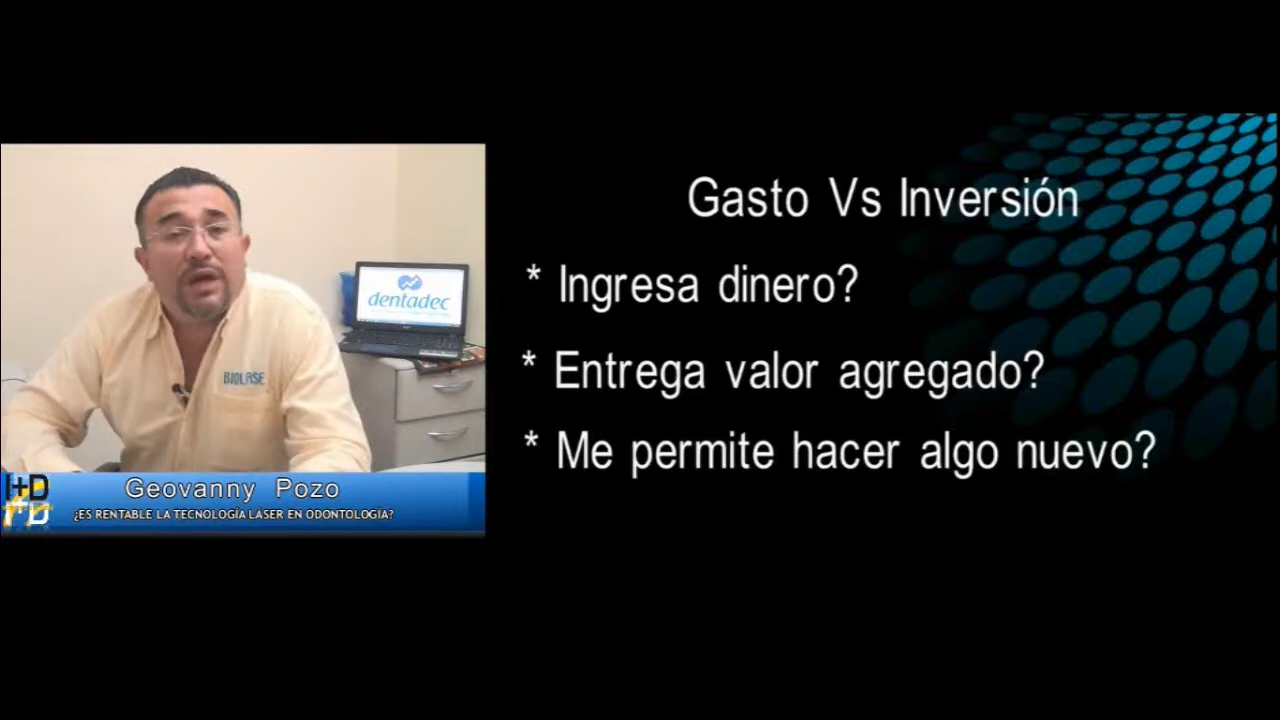 Gasto Vs Inversión
* Ingresa dinero?
* Entrega valor agregado?
* Me permite hacer algo nuevo?
dentadec
BIOLASE
I+D
Geovanny Pozo
¿ES RENTABLE LA TECNOLOGÍA LÁSER EN ODONTOLOGÍA?